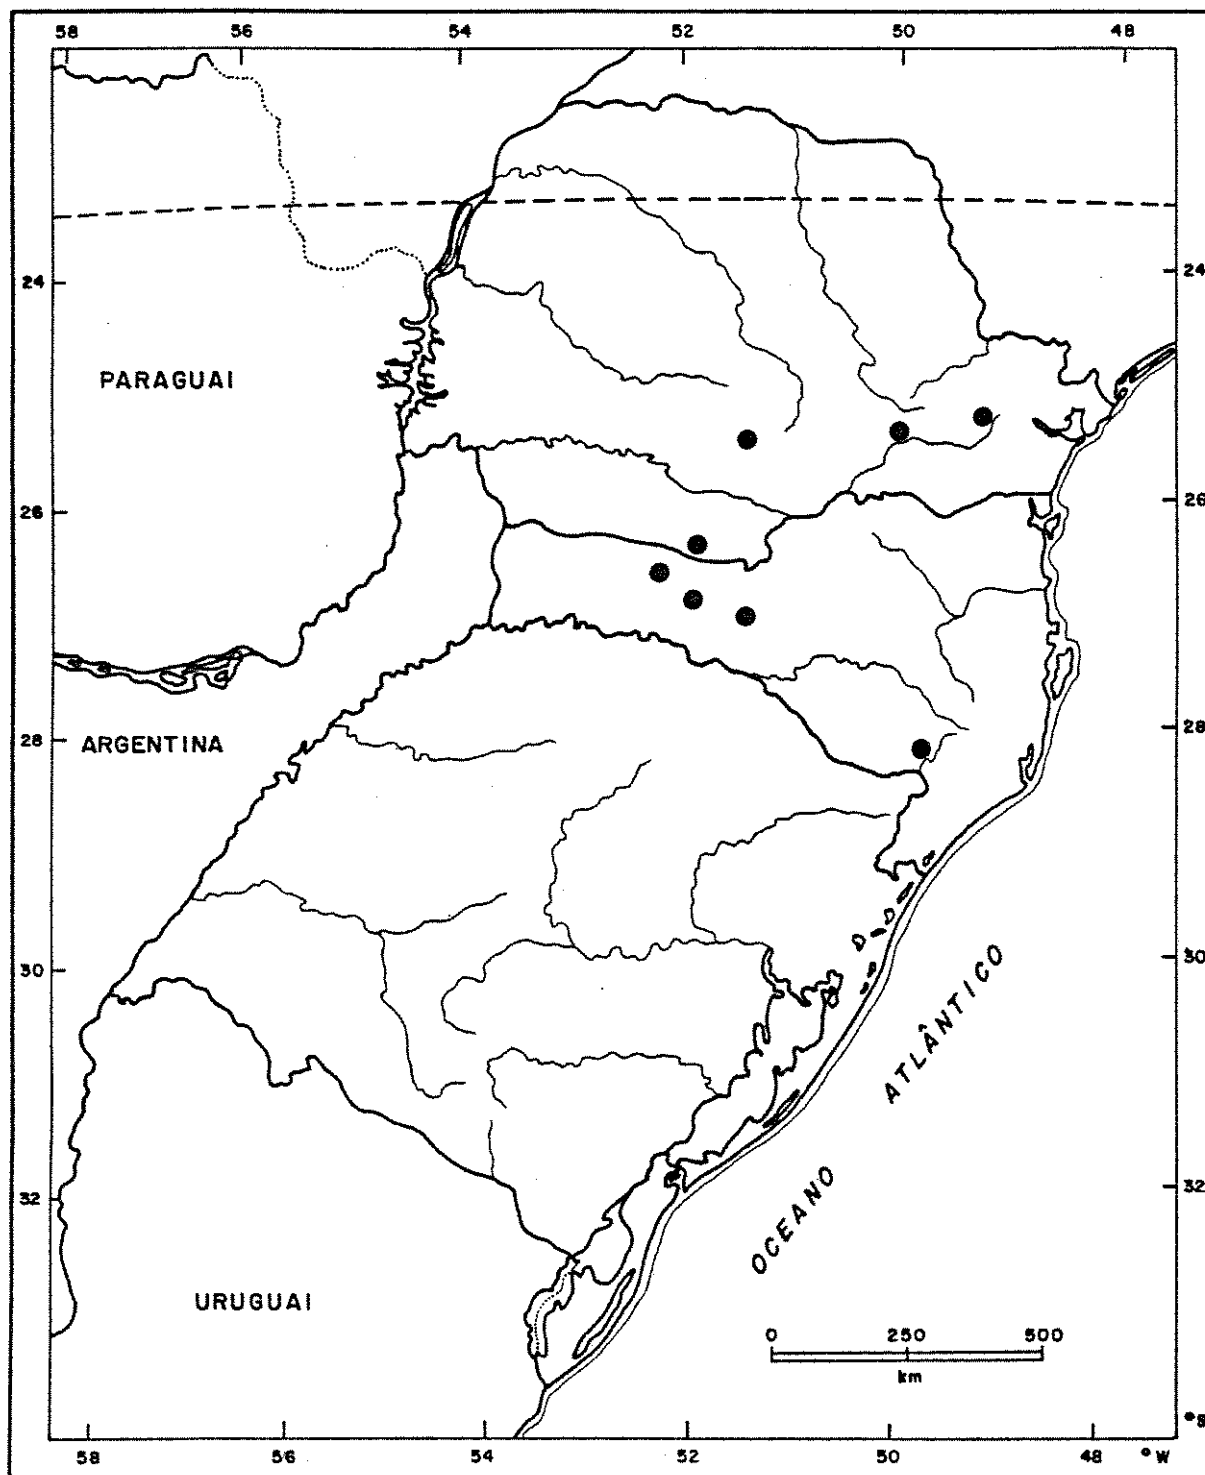 58 56 54 52 50 48
24 24
PARAGUAI
26 26
28 28
ARGENTINA
30 30
ATLÂNTICO
OCEANO
32 32
URUGUAI
0 250 500
km
°S
58 56 54 52 50 48 °W